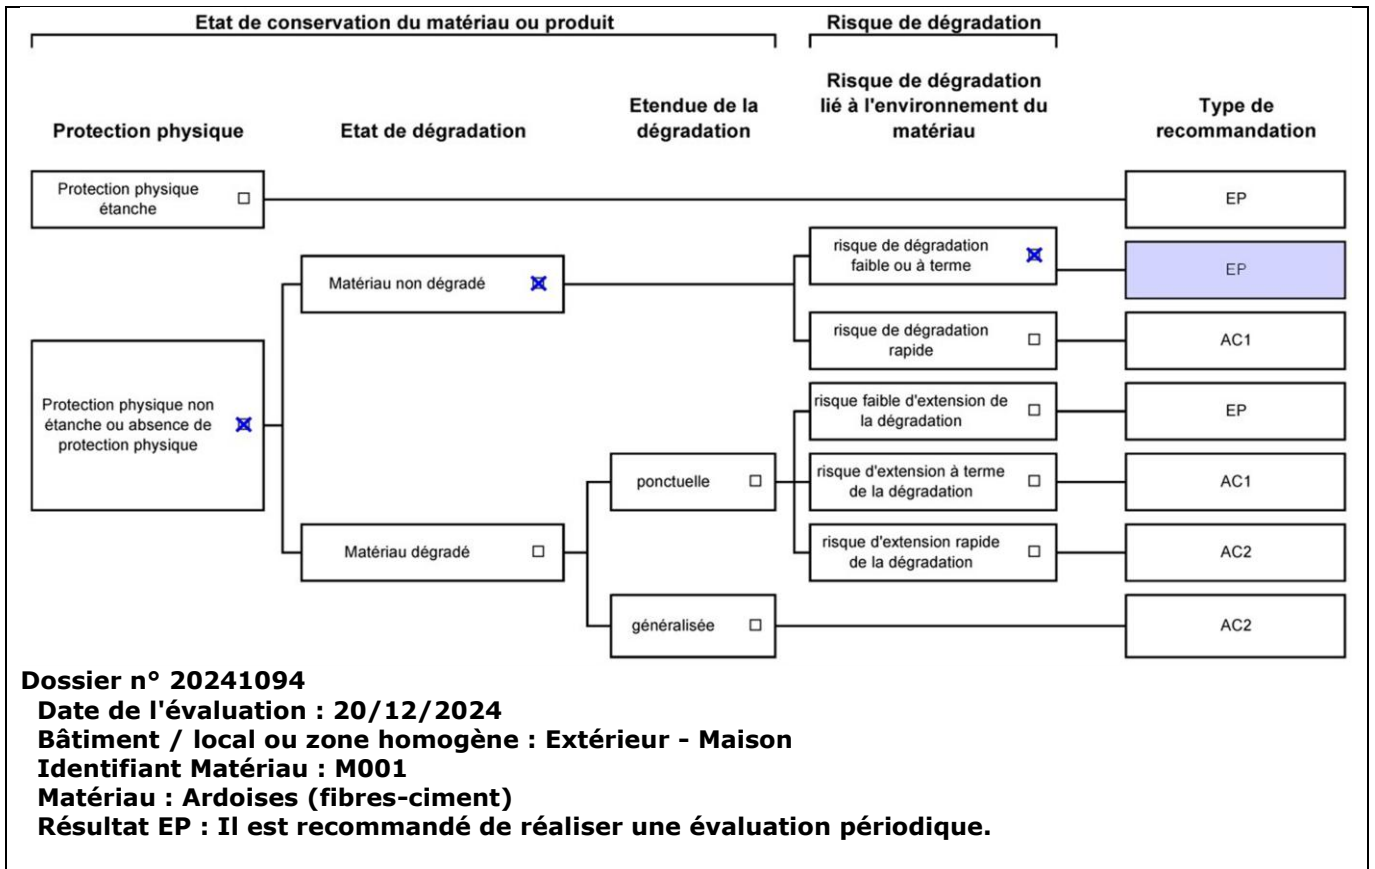 Etat de conservation du matériau ou produit
Risque de dégradation
Protection physique
Etat de dégradation
Etendue de la
dégradation
Risque de dégradation
lié à l'environnement du
matériau
Type de
recommandation
Protection physique
étanche
EP
risque de dégradation
faible ou à terme
EP
Matériau non dégradé
risque de dégradation
rapide
AC1
Protection physique non
étanche ou absence de
protection physique
risque faible d'extension de
la dégradation
EP
ponctuelle
risque d'extension à terme
de la dégradation
AC1
Matériau dégradé
risque d'extension rapide
de la dégradation
AC2
généralisée
AC2
Dossier n° 20241094
Date de l'évaluation : 20/12/2024
Bâtiment / local ou zone homogène : Extérieur - Maison
Identifiant Matériau : M001
Matériau : Ardoises (fibres-ciment)
Résultat EP : Il est recommandé de réaliser une évaluation périodique.